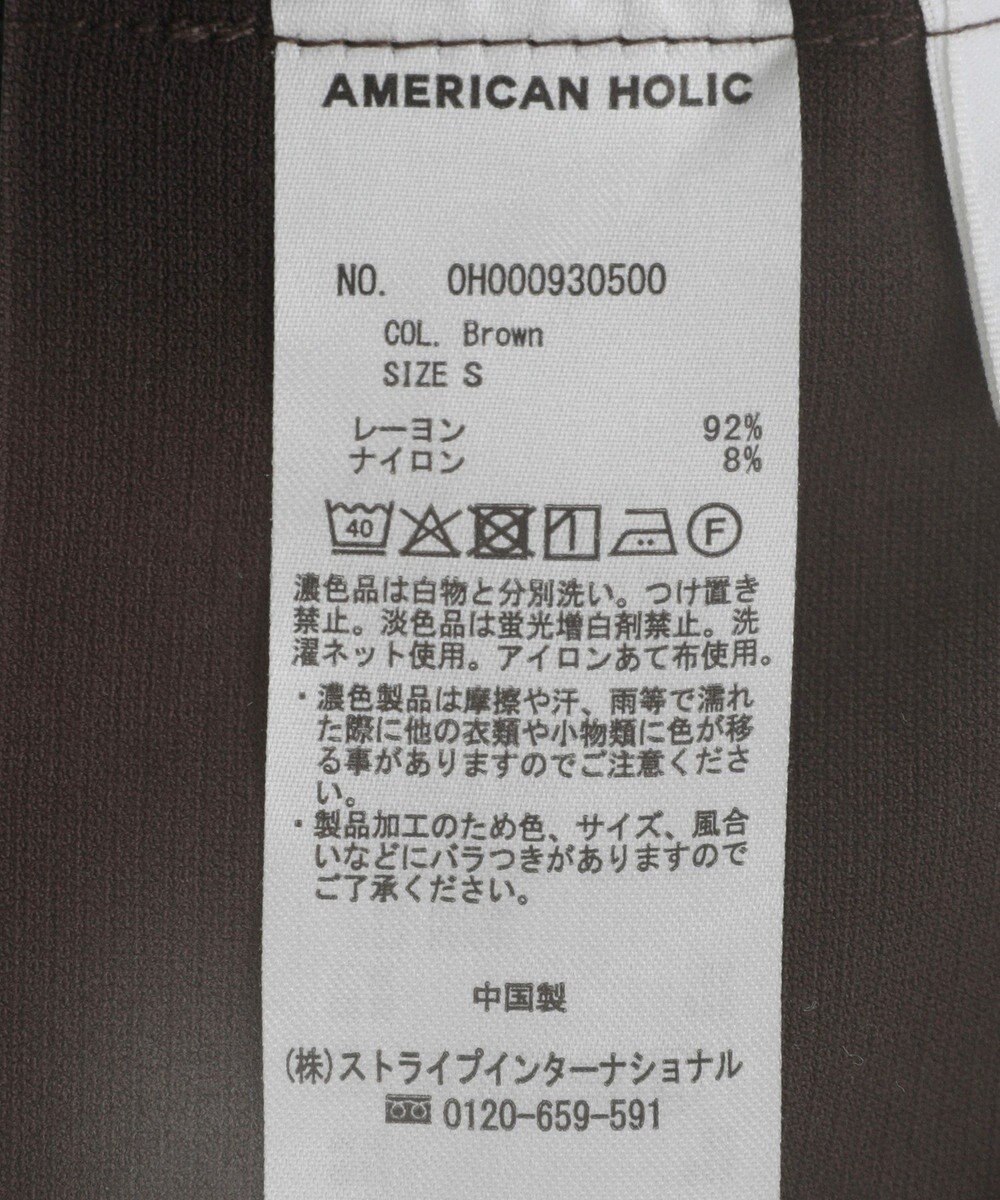 AMERICAN HOLIC
NO. 0H000930500
COL. Brown
SIZE S
レーヨン 92%
ナイロン 8%
40 F
濃色品は白物と分別洗い。つけ置き
禁止。淡色品は蛍光増白剤禁止。洗
濯ネット使用。アイロンあて布使用。
・濃色製品は摩擦や汗、雨等で濡れ
た際に他の衣類や小物類に色が移
る事がありますのでご注意くださ
い。
・製品加工のため色、サイズ、風合
いなどにバラつきがありますので
ご了承ください。
中国製
(株)ストライプインターナショナル
0120-659-591